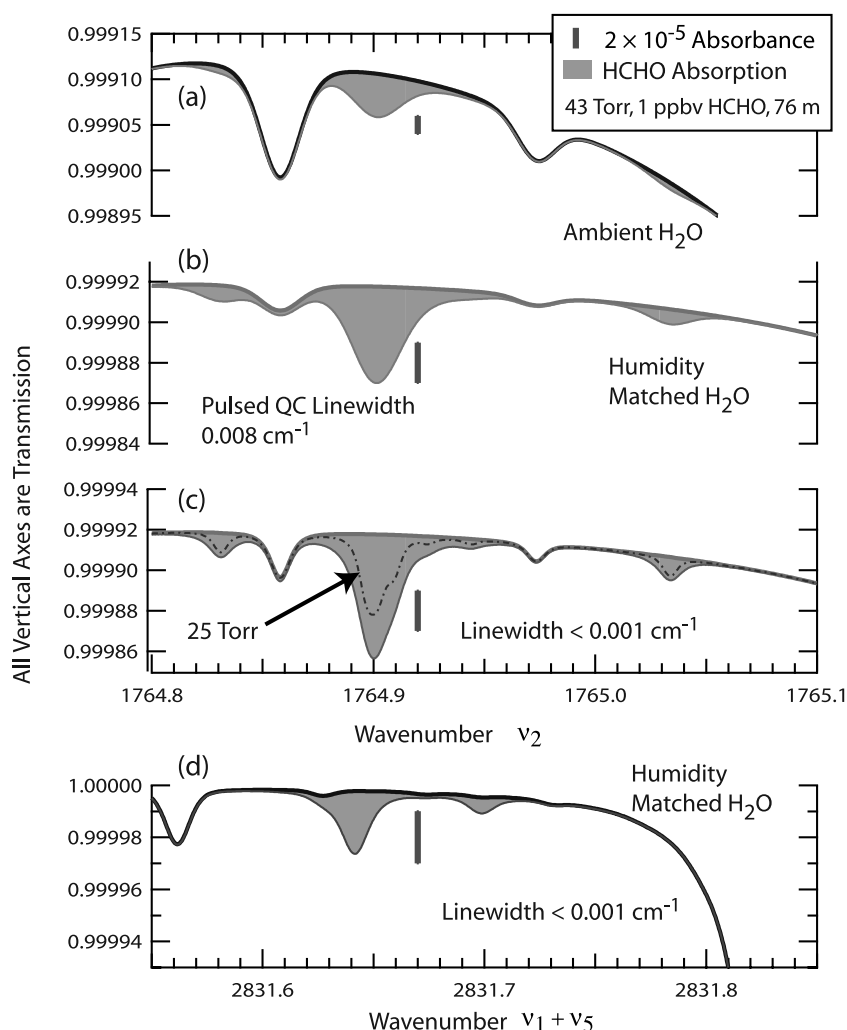 All Vertical Axes are Transmission
2 × 10⁻⁵ Absorbance
HCHO Absorption
43 Torr, 1 ppbv HCHO, 76 m
0.99915
0.99910
0.99905
0.99900
0.99895
(a)
Ambient H₂O
(b)
0.99992
0.99990
0.99988
0.99986
0.99984
Pulsed QC Linewidth
0.008 cm⁻¹
Humidity
Matched H₂O
(c)
0.99994
0.99992
0.99990
0.99988
0.99986
25 Torr
Linewidth < 0.001 cm⁻¹
1764.8
1764.9
1765.0
1765.1
Wavenumber ν₂
(d)
1.00000
0.99998
0.99996
0.99994
Humidity
Matched H₂O
Linewidth < 0.001 cm⁻¹
2831.6
2831.7
2831.8
Wavenumber ν₁ + ν₅